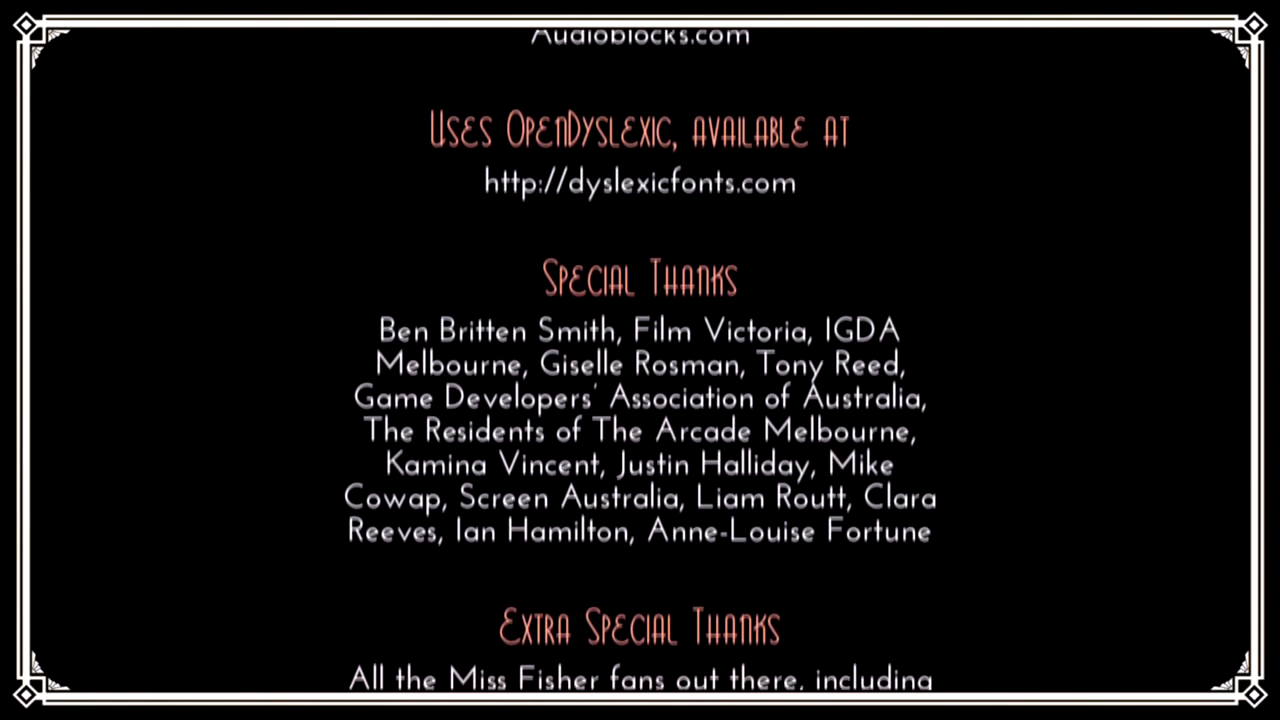 Audioblocks.com
Uses OpenDyslexic, available at
http://dyslexicfonts.com
Special Thanks
Ben Britten Smith, Film Victoria, IGDA
Melbourne, Giselle Rosman, Tony Reed,
Game Developers' Association of Australia,
The Residents of The Arcade Melbourne,
Kamina Vincent, Justin Halliday, Mike
Cowap, Screen Australia, Liam Routt, Clara
Reeves, Ian Hamilton, Anne-Louise Fortune
Extra Special Thanks
All the Miss Fisher fans out there, including